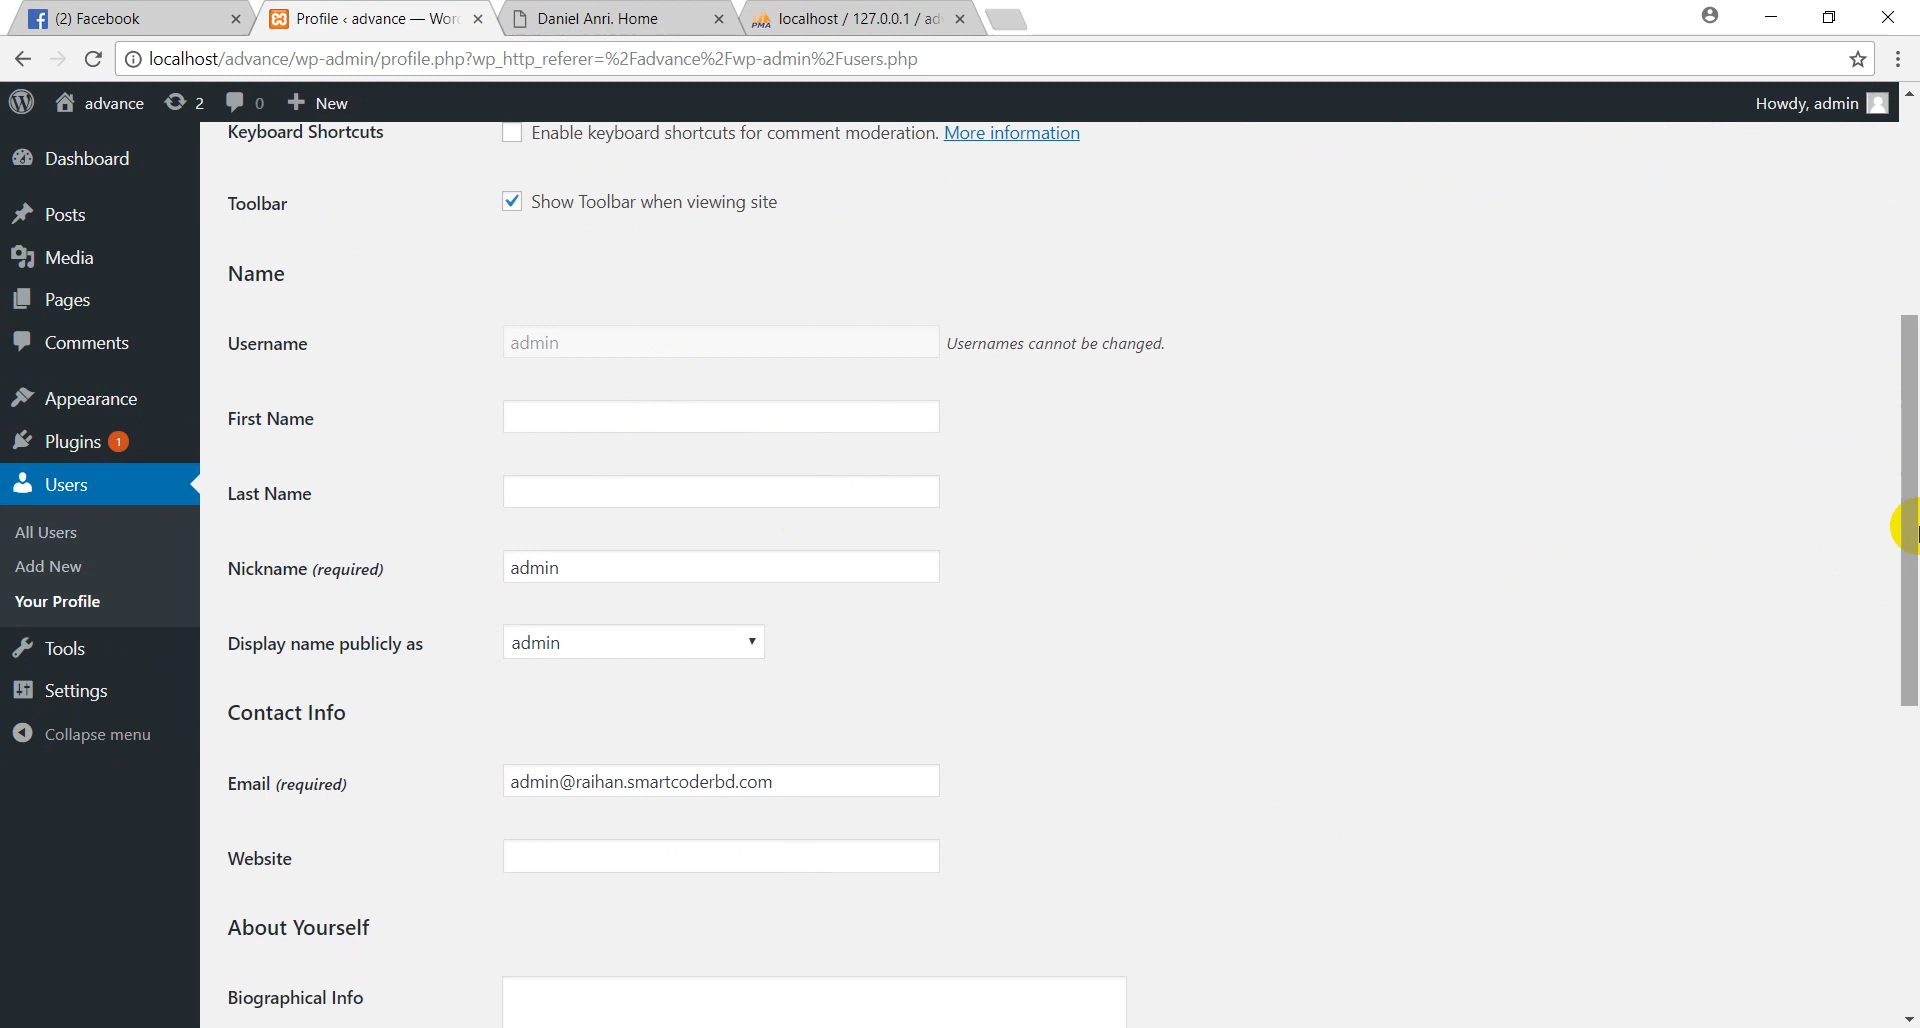 (2) Facebook
Profile ‹ advance — Wor
Daniel Anri. Home
localhost / 127.0.0.1 / ad
localhost/advance/wp-admin/profile.php?wp_http_referer=%2Fadvance%2Fwp-admin%2Fusers.php
advance 2 0 New
Howdy, admin
Dashboard
Posts
Media
Pages
Comments
Appearance
Plugins 1
Users
All Users
Add New
Your Profile
Tools
Settings
Collapse menu
Keyboard Shortcuts
Enable keyboard shortcuts for comment moderation. More information
Toolbar
Show Toolbar when viewing site
Name
Username
admin
Usernames cannot be changed.
First Name
Last Name
Nickname (required)
admin
Display name publicly as
admin
Contact Info
Email (required)
admin@raihan.smartcoderbd.com
Website
About Yourself
Biographical Info